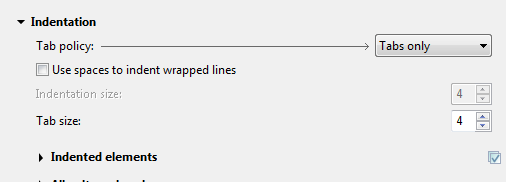 Indentation
Tab policy: Tabs only
Use spaces to indent wrapped lines
Indentation size: 4
Tab size: 4
Indented elements